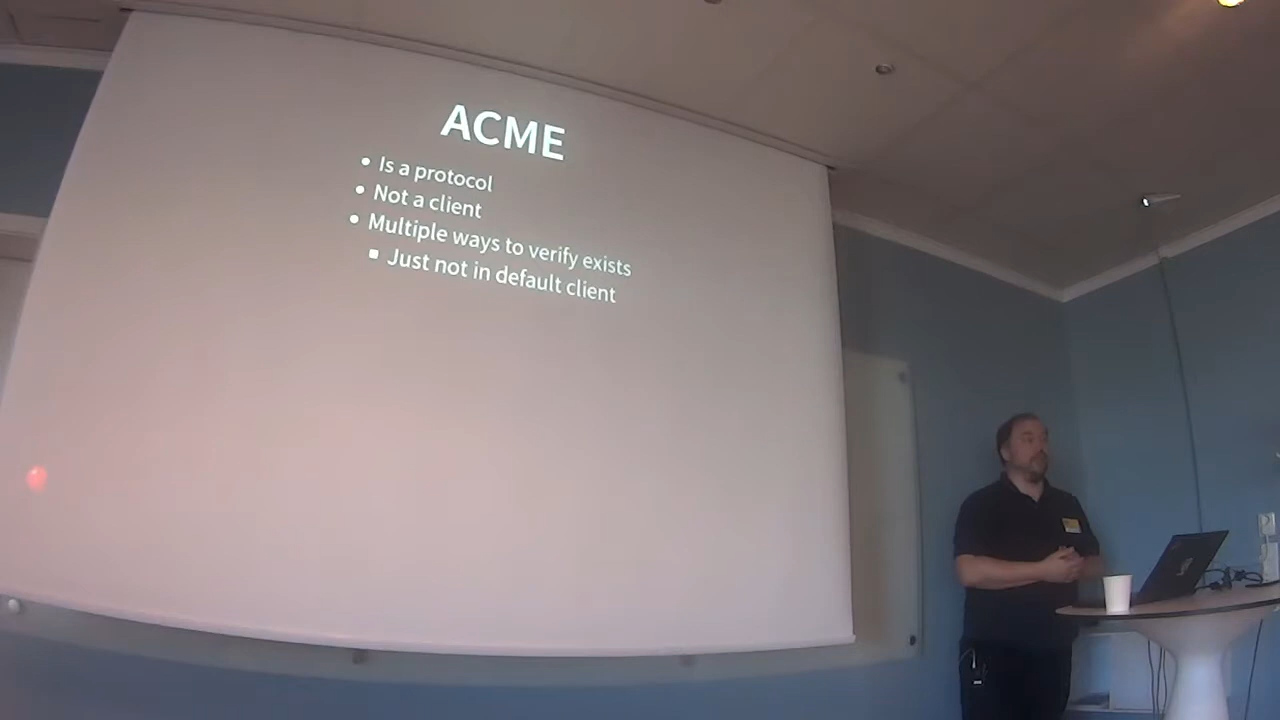 ACME
Is a protocol
Not a client
Multiple ways to verify exists
Just not in default client